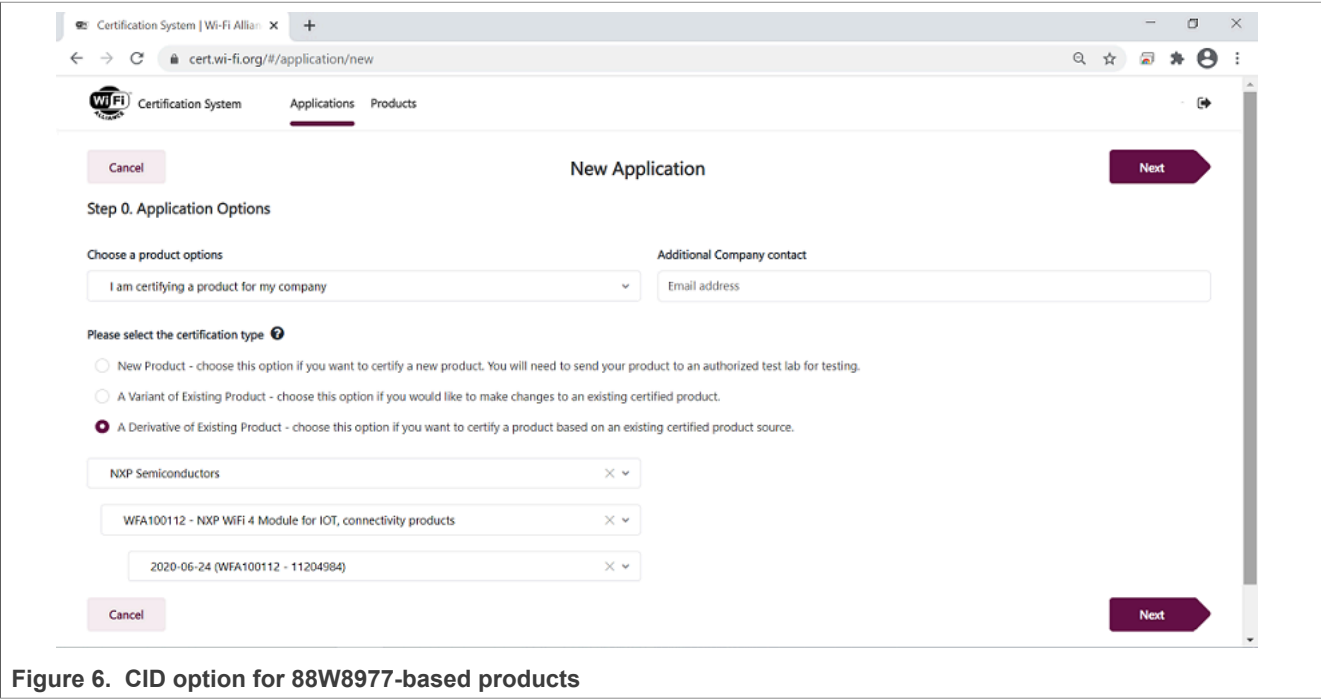 Certification System | Wi-Fi Allian
cert.wi-fi.org/#/application/new
WiFi ALLIANCE Certification System Applications Products
Cancel New Application Next
Step 0. Application Options
Choose a product options Additional Company contact
I am certifying a product for my company Email address
Please select the certification type
New Product - choose this option if you want to certify a new product. You will need to send your product to an authorized test lab for testing.
A Variant of Existing Product - choose this option if you would like to make changes to an existing certified product.
A Derivative of Existing Product - choose this option if you want to certify a product based on an existing certified product source.
NXP Semiconductors
WFA100112 - NXP WiFi 4 Module for IOT, connectivity products
2020-06-24 (WFA100112 - 11204984)
Cancel Next
Figure 6. CID option for 88W8977-based products